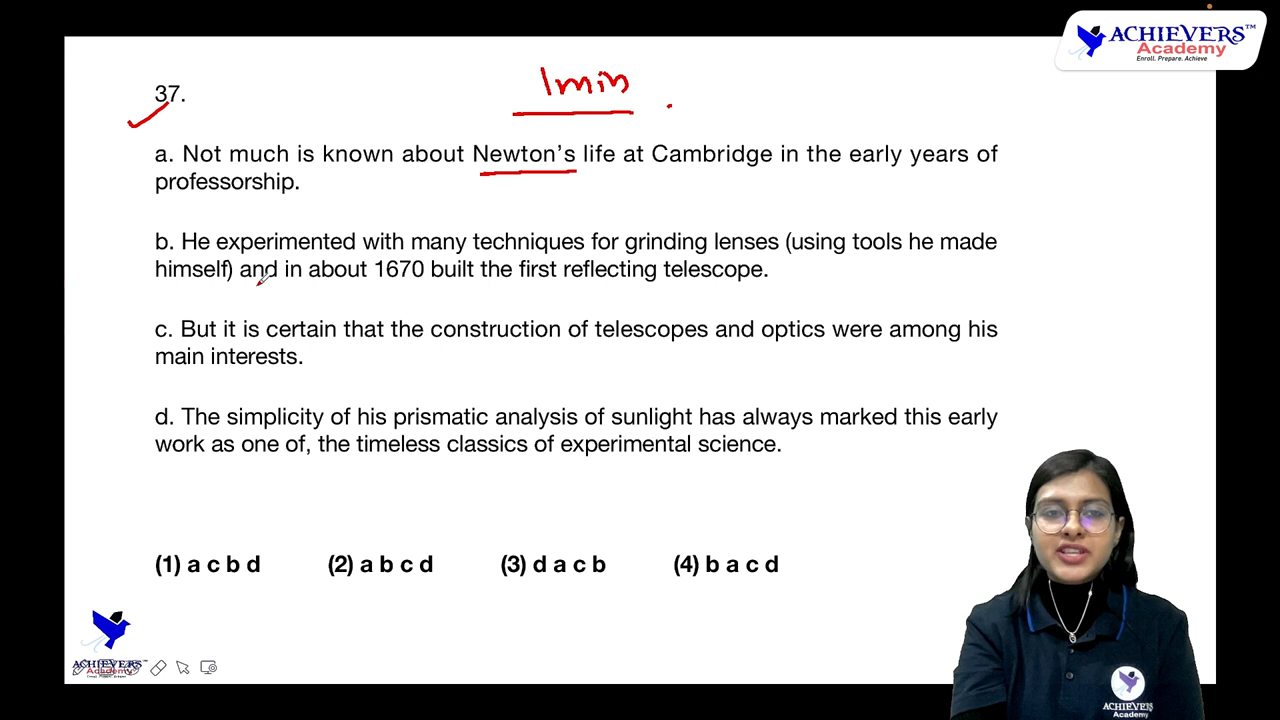 ACHIEVERS™
Academy
Enroll. Prepare. Achieve
1min
37.
a. Not much is known about Newton's life at Cambridge in the early years of
professorship.
b. He experimented with many techniques for grinding lenses (using tools he made
himself) and in about 1670 built the first reflecting telescope.
c. But it is certain that the construction of telescopes and optics were among his
main interests.
d. The simplicity of his prismatic analysis of sunlight has always marked this early
work as one of, the timeless classics of experimental science.
(1) a c b d (2) a b c d (3) d a c b (4) b a c d
ACHIEVERS™
Academy
ACHIEVERS
Academy